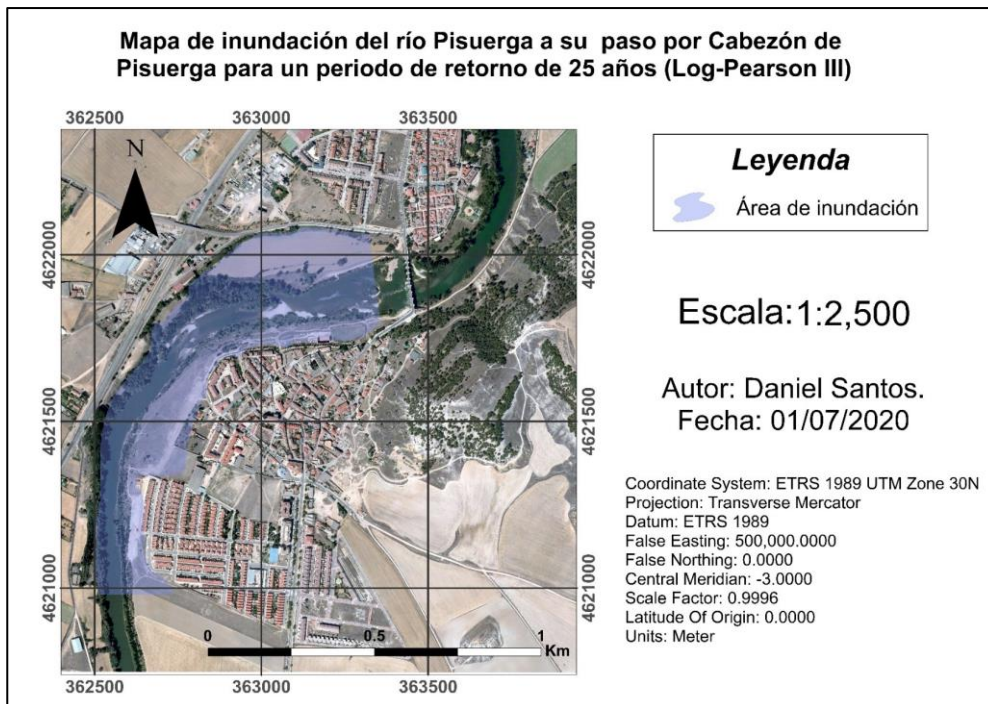 Mapa de inundación del río Pisuerga a su  paso por Cabezón de
Pisuerga para un periodo de retorno de 25 años (Log-Pearson III)
362500 363000 363500
N
4622000 4622000
4621500 4621500
4621000 4621000
0 0.5 1
Km
362500 363000 363500
Leyenda
Área de inundación
Escala:1:2,500
Autor: Daniel Santos.
Fecha: 01/07/2020
Coordinate System: ETRS 1989 UTM Zone 30N
Projection: Transverse Mercator
Datum: ETRS 1989
False Easting: 500,000.0000
False Northing: 0.0000
Central Meridian: -3.0000
Scale Factor: 0.9996
Latitude Of Origin: 0.0000
Units: Meter